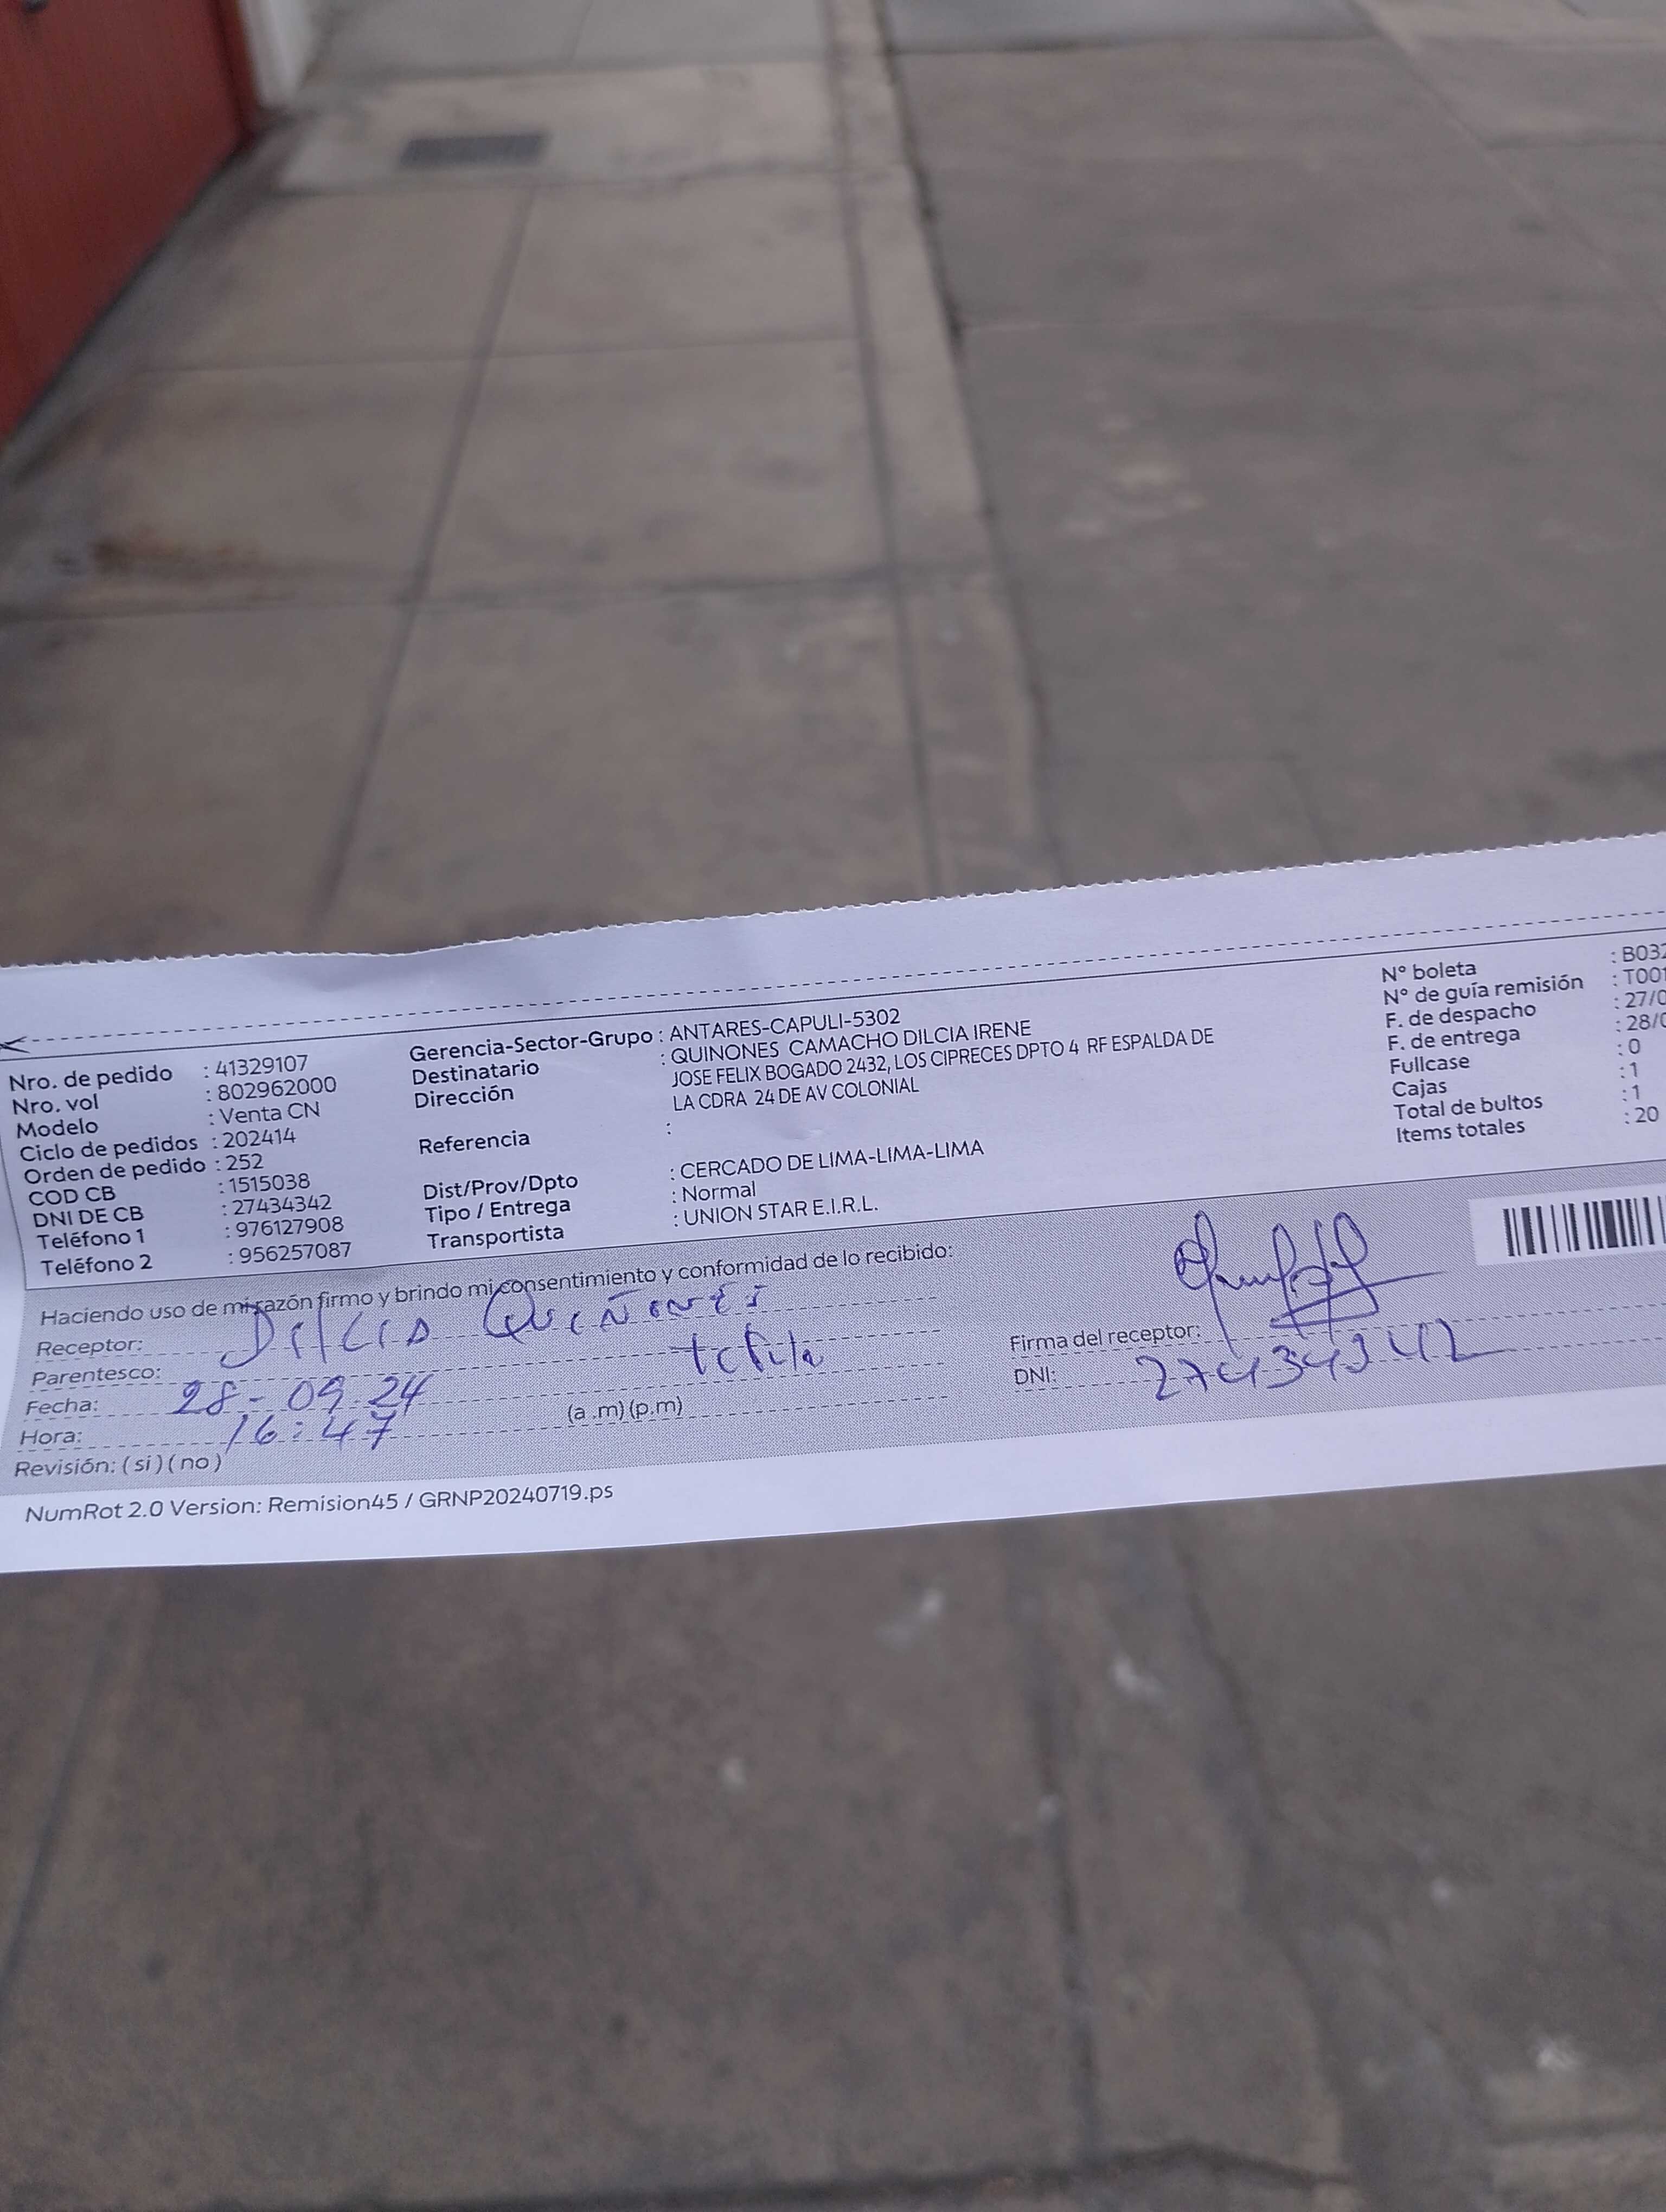 Nro. de pedido : 41329107
Nro. vol : 802962000
Modelo : Venta CN
Ciclo de pedidos : 202414
Orden de pedido : 252
COD CB : 1515038
DNI DE CB : 27434342
Teléfono 1 : 976127908
Teléfono 2 : 956257087
Gerencia-Sector-Grupo : ANTARES-CAPULI-5302
Destinatario : QUINONES CAMACHO DILCIA IRENE
Dirección JOSE FELIX BOGADO 2432, LOS CIPRECES DPTO 4 RF ESPALDA DE
LA CDRA 24 DE AV COLONIAL
Referencia :
Dist/Prov/Dpto : CERCADO DE LIMA-LIMA-LIMA
Tipo / Entrega : Normal
Transportista : UNION STAR E.I.R.L.
N° boleta : B032
N° de guía remisión : T001
F. de despacho : 27/0
F. de entrega : 28/0
Fullcase : 0
Cajas : 1
Total de bultos : 1
Items totales : 20
Haciendo uso de mi razón firmo y brindo mi consentimiento y conformidad de lo recibido:
Receptor: DILCIA QUIÑONES
Parentesco:
Fecha: 28-09-24
Hora: 16:47 (a .m) (p.m)
Revisión: ( si ) ( no )
Firma del receptor:
DNI: 27434342
NumRot 2.0 Version: Remision45 / GRNP20240719.ps